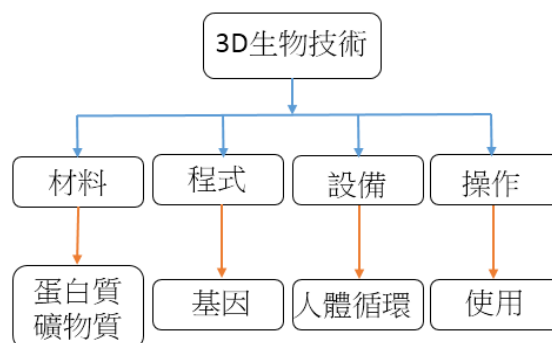 3D生物技術
材料
程式
設備
操作
蛋白質
礦物質
基因
人體循環
使用